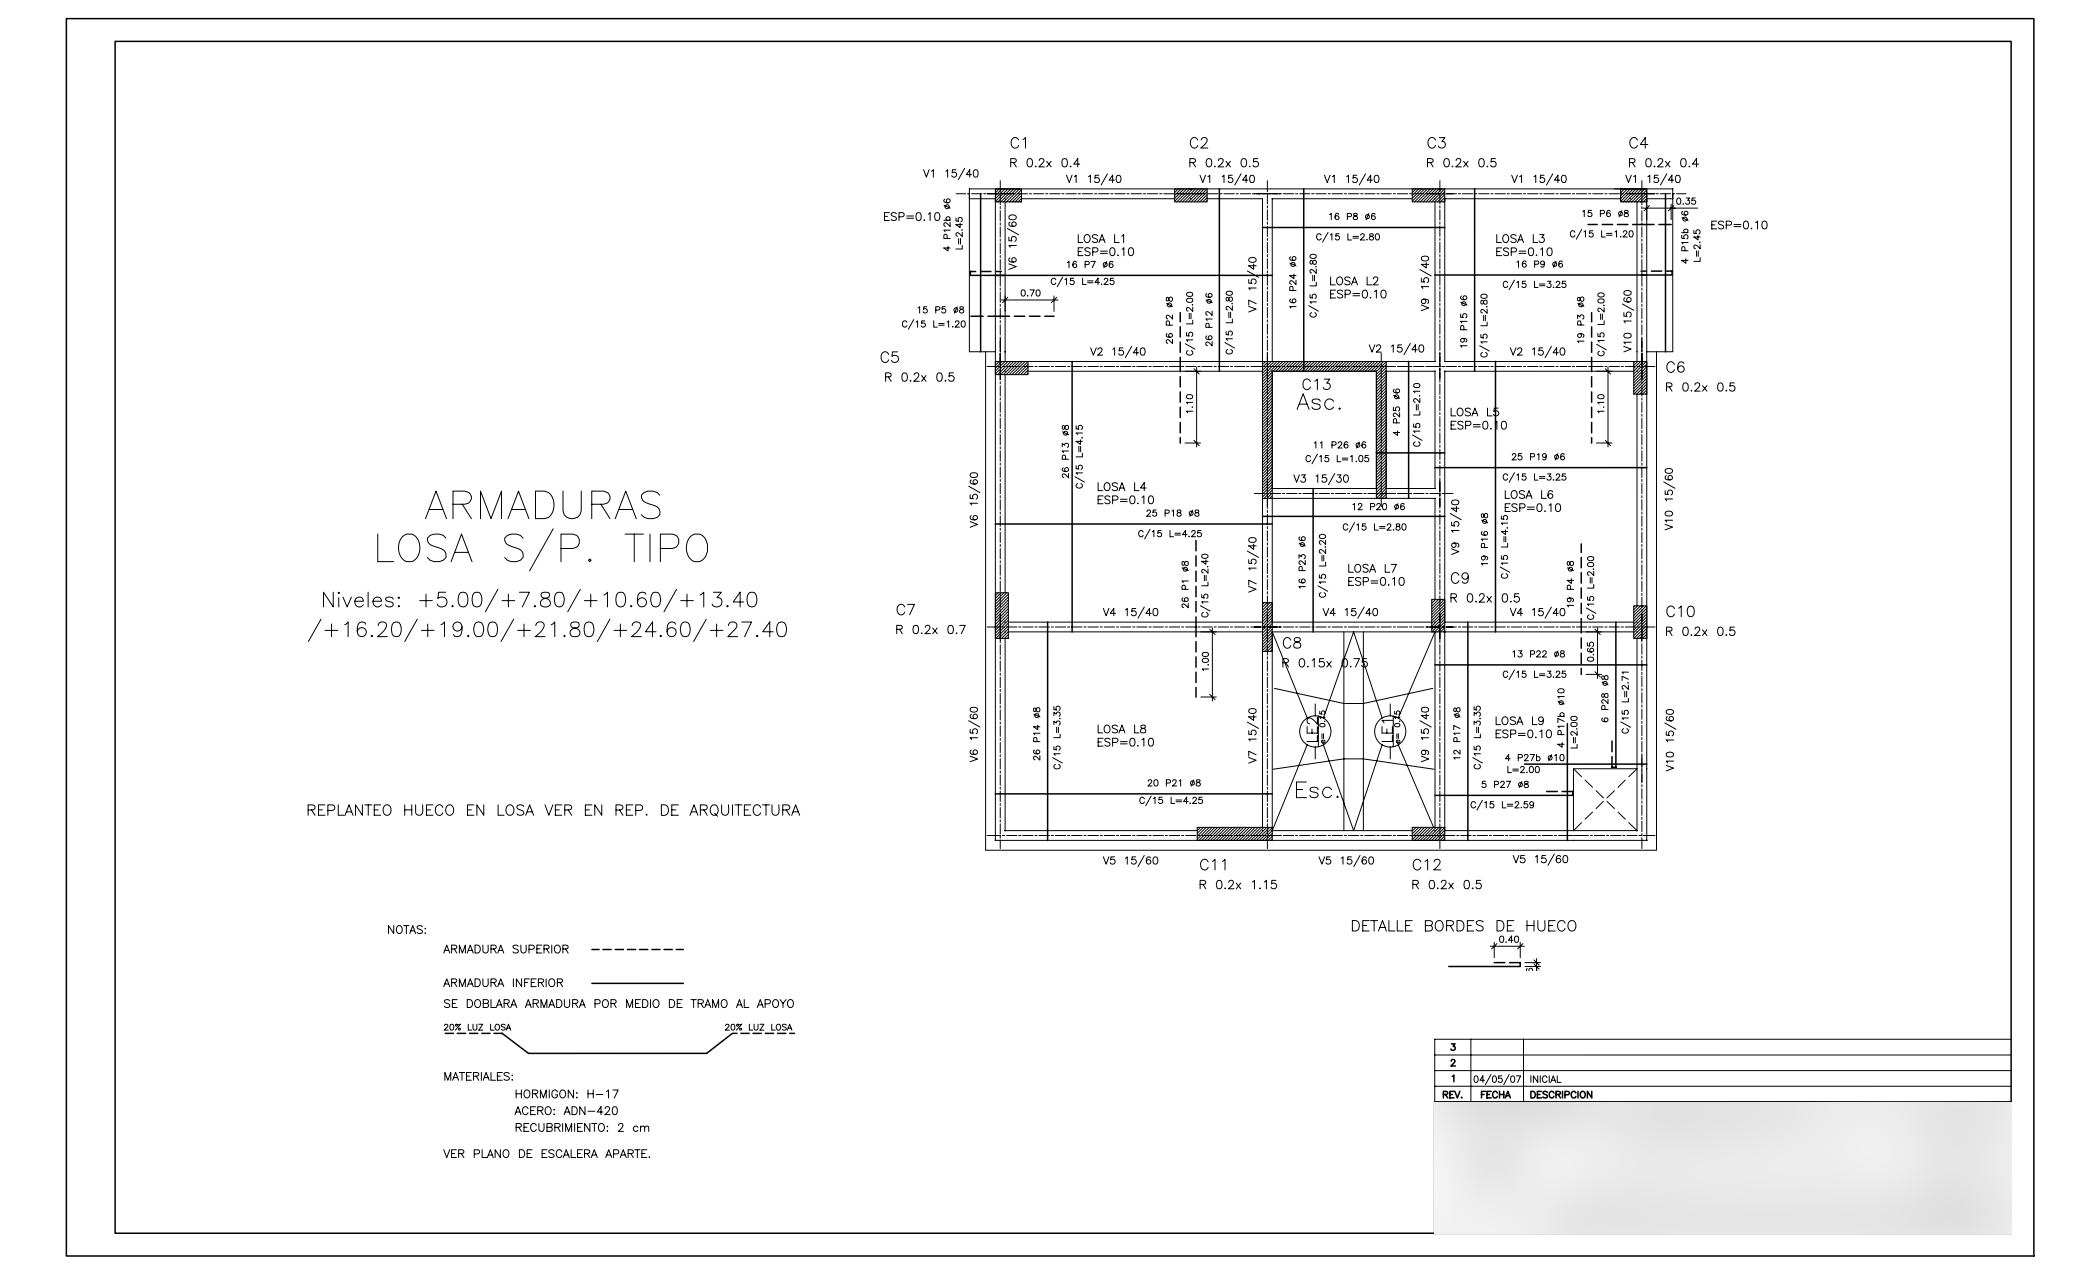 C1
R 0.2x 0.4
C2
R 0.2x 0.5
C3
R 0.2x 0.5
C4
R 0.2x 0.4
V1 15/40
V1 15/40
V1 15/40
V1 15/40
V1 15/40
V1 15/40
0.35
ESP=0.10
4 P12b ø6
L=2.45
V6 15/60
LOSA L1
ESP=0.10
16 P7 ø6
C/15 L=4.25
0.70
15 P5 ø8
C/15 L=1.20
26 P2 ø8
C/15 L=2.00
26 P12 ø6
C/15 L=2.80
V7 15/40
16 P8 ø6
C/15 L=2.80
16 P24 ø6
C/15 L=2.80
LOSA L2
ESP=0.10
V9 15/40
15 P6 ø8
C/15 L=1.20
LOSA L3
ESP=0.10
16 P9 ø6
C/15 L=3.25
19 P15 ø6
C/15 L=2.80
19 P3 ø8
C/15 L=2.00
V10 15/60
4 P15b ø6
L=2.45
ESP=0.10
C5
R 0.2x 0.5
V2 15/40
V2 15/40
V2 15/40
C6
R 0.2x 0.5
1.10
1.10
C13
Asc.
4 P25 ø6
C/15 L=2.10
11 P26 ø6
C/15 L=1.05
V3 15/30
LOSA L5
ESP=0.10
26 P13 ø8
C/15 L=4.15
LOSA L4
ESP=0.10
25 P18 ø8
C/15 L=4.25
V6 15/60
26 P1 ø8
C/15 L=2.40
V7 15/40
12 P20 ø6
C/15 L=2.80
16 P23 ø6
C/15 L=2.20
LOSA L7
ESP=0.10
V9 15/40
25 P19 ø6
C/15 L=3.25
LOSA L6
ESP=0.10
19 P16 ø8
C/15 L=4.15
19 P4 ø8
C/15 L=2.00
V10 15/60
C9
R 0.2x 0.5
C7
R 0.2x 0.7
V4 15/40
V4 15/40
V4 15/40
C10
R 0.2x 0.5
C8
R 0.15x 0.75
1.00
0.65
13 P22 ø8
C/15 L=3.25
6 P28 ø8
C/15 L=2.71
V6 15/60
26 P14 ø8
C/15 L=3.35
LOSA L8
ESP=0.10
20 P21 ø8
C/15 L=4.25
V7 15/40
LE2
e= 0.15
LE1
e= 0.15
Esc.
V9 15/40
12 P17 ø8
C/15 L=3.35
LOSA L9
ESP=0.10
4 P17b ø10
L=2.00
4 P27b ø10
L=2.00
5 P27 ø8
C/15 L=2.59
V10 15/60
V5 15/60
V5 15/60
V5 15/60
C11
R 0.2x 1.15
C12
R 0.2x 0.5
DETALLE BORDES DE HUECO
0.40
ARMADURAS
LOSA S/P. TIPO
Niveles: +5.00/+7.80/+10.60/+13.40
/+16.20/+19.00/+21.80/+24.60/+27.40
REPLANTEO HUECO EN LOSA VER EN REP. DE ARQUITECTURA
NOTAS:
ARMADURA SUPERIOR
ARMADURA INFERIOR
SE DOBLARA ARMADURA POR MEDIO DE TRAMO AL APOYO
20% LUZ LOSA 20% LUZ LOSA
MATERIALES:
HORMIGON: H-17
ACERO: ADN-420
RECUBRIMIENTO: 2 cm
VER PLANO DE ESCALERA APARTE.
3
2
1 04/05/07 INICIAL
REV. FECHA DESCRIPCION